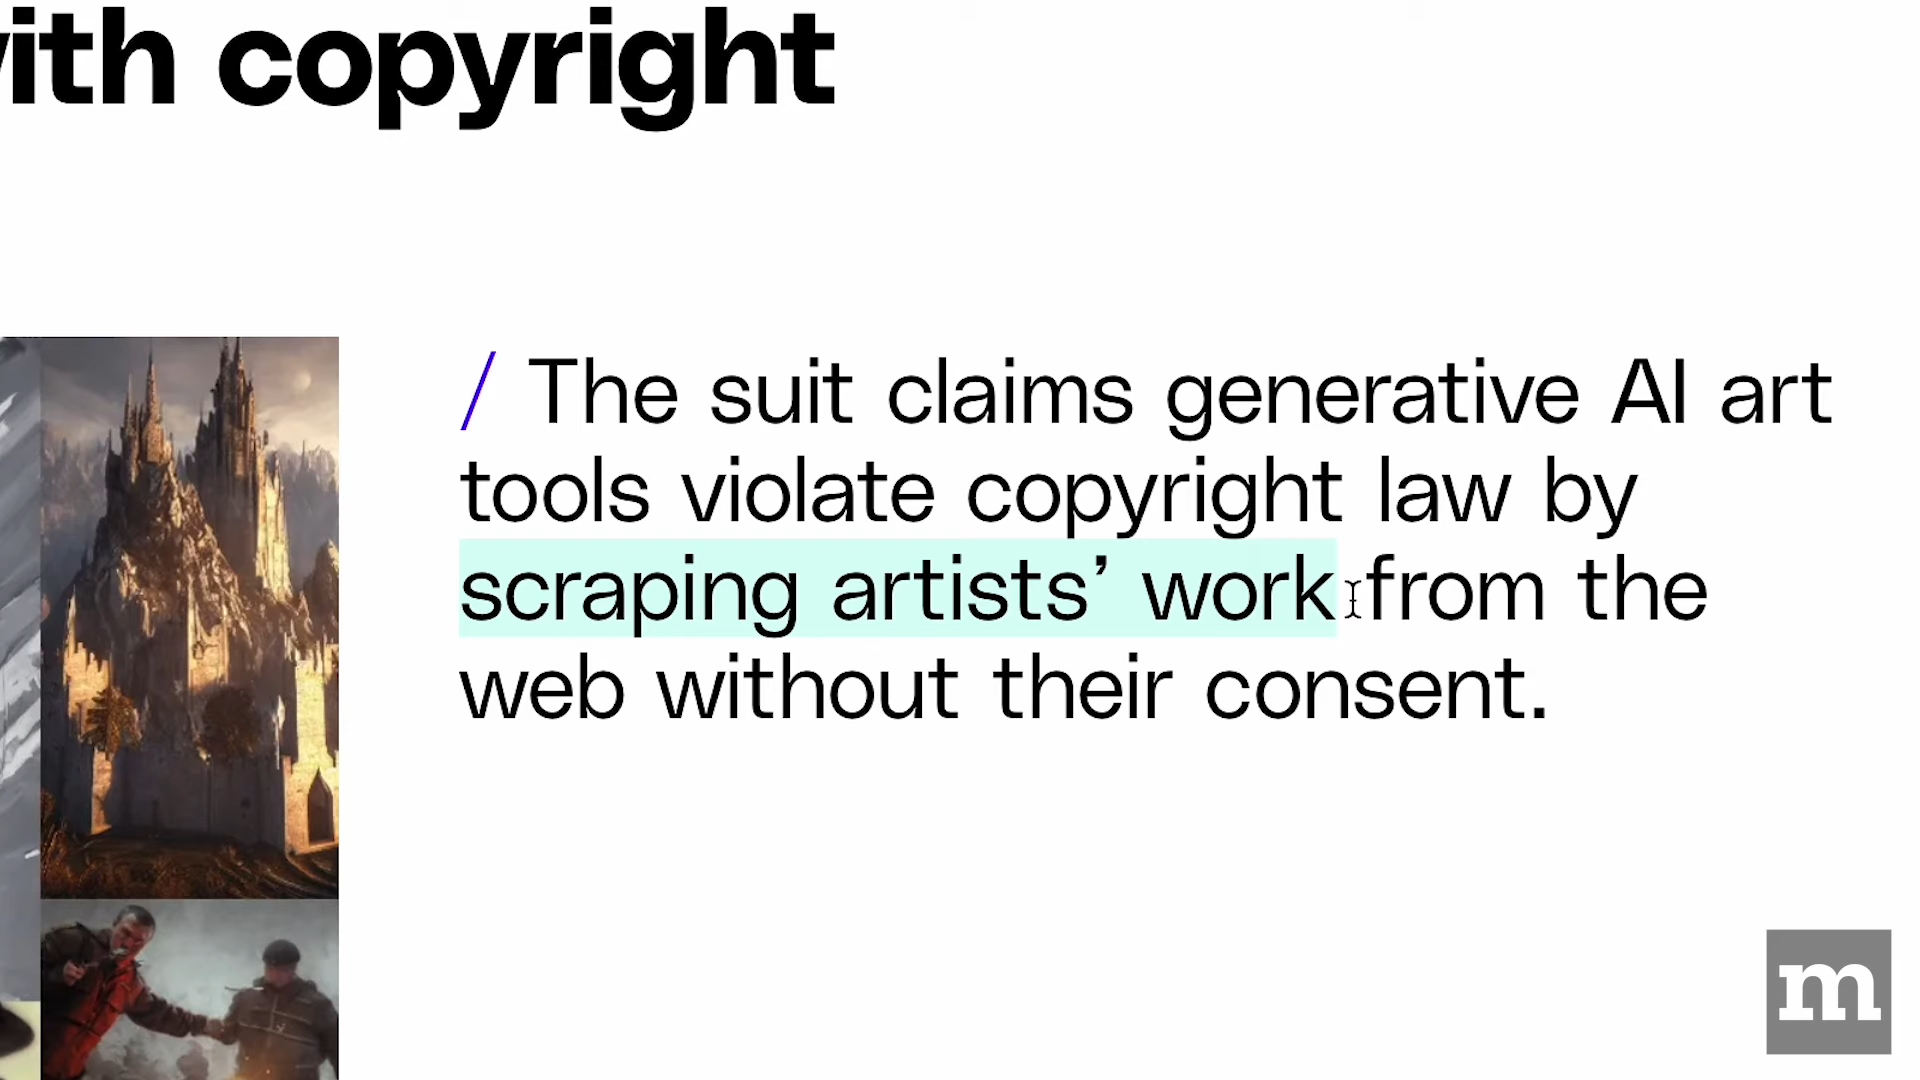 with copyright
/ The suit claims generative AI art
tools violate copyright law by
scraping artists’ work from the
web without their consent.
m